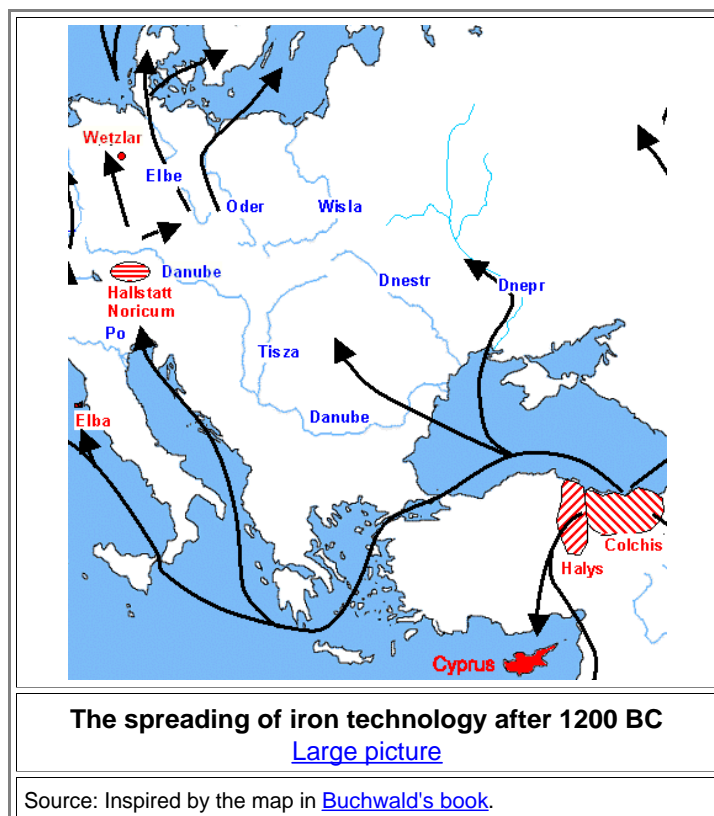 Wetzlar
Elbe
Oder
Wisla
Danube
Dnestr
Dnepr
Hallstatt
Noricum
Po
Tisza
Danube
Elba
Colchis
Halys
Cyprus
The spreading of iron technology after 1200 BC
Large picture
Source: Inspired by the map in Buchwald's book.